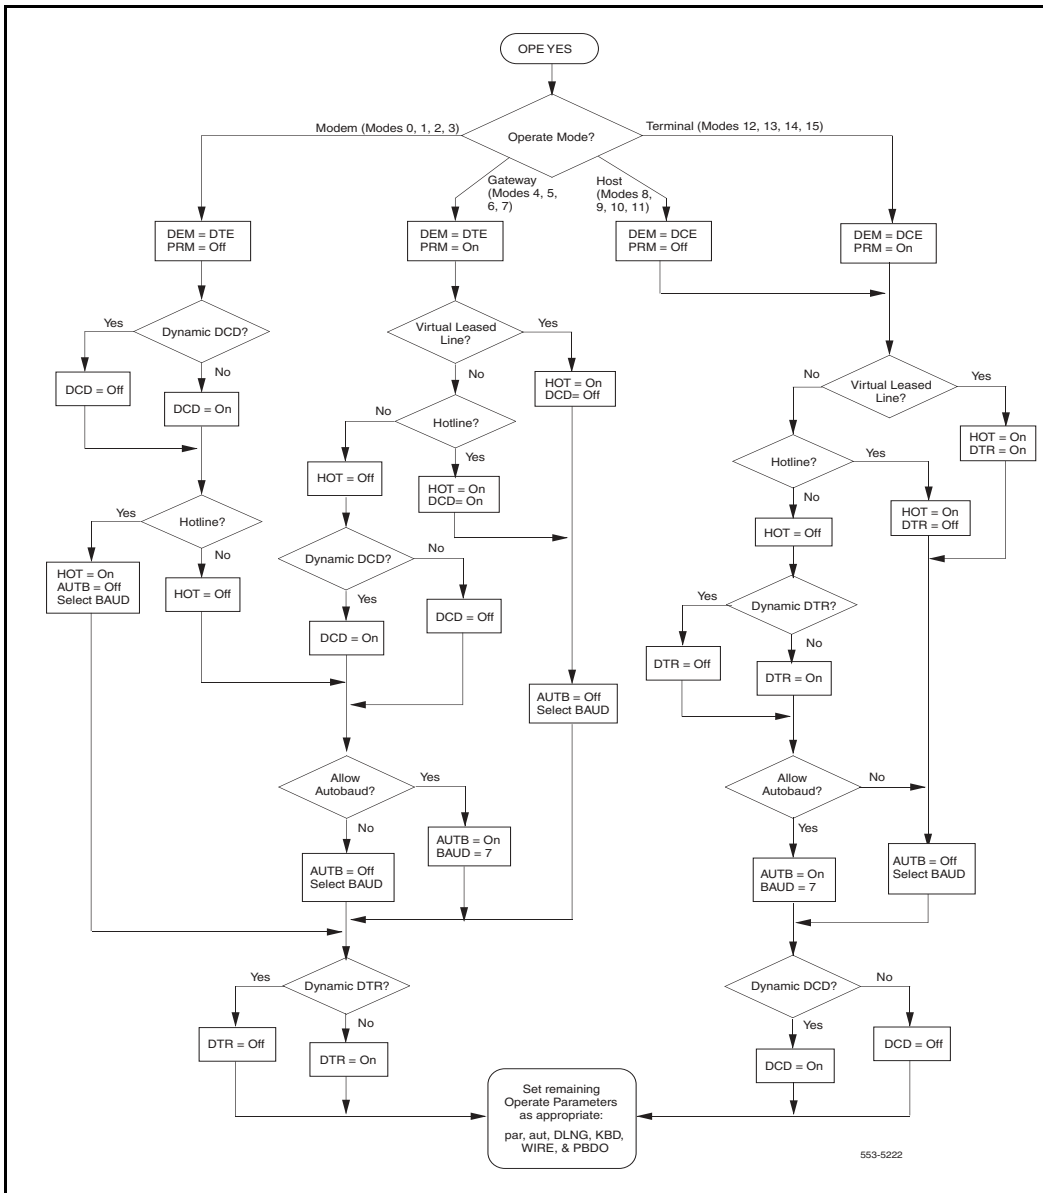 OPE YES
Operate Mode?
Modem (Modes 0, 1, 2, 3)
Terminal (Modes 12, 13, 14, 15)
Gateway
(Modes 4, 5,
6, 7)
Host
(Modes 8,
9, 10, 11)
DEM = DTE
PRM = Off
DEM = DTE
PRM = On
DEM = DCE
PRM = Off
DEM = DCE
PRM = On
Yes
Dynamic DCD?
No
DCD = Off
DCD = On
Yes
Hotline?
No
HOT = On
AUTB = Off
Select BAUD
HOT = Off
Virtual Leased
Line?
Yes
No
HOT = On
DCD= Off
No
Hotline?
Yes
HOT = Off
HOT = On
DCD= On
Dynamic DCD?
No
Yes
DCD = Off
DCD = On
AUTB = Off
Select BAUD
Allow
Autobaud?
Yes
No
AUTB = On
BAUD = 7
AUTB = Off
Select BAUD
Yes
Dynamic DTR?
No
DTR = Off
DTR = On
No
Virtual Leased
Line?
Yes
HOT = On
DTR = On
Hotline?
Yes
No
HOT = On
DTR = Off
HOT = Off
Yes
Dynamic DTR?
No
DTR = Off
DTR = On
Allow
Autobaud?
No
Yes
AUTB = On
BAUD = 7
AUTB = Off
Select BAUD
Dynamic DCD?
No
Yes
DCD = On
DCD = Off
Set remaining
Operate Parameters
as appropriate:
par, aut, DLNG, KBD,
WIRE, & PBDO
553-5222